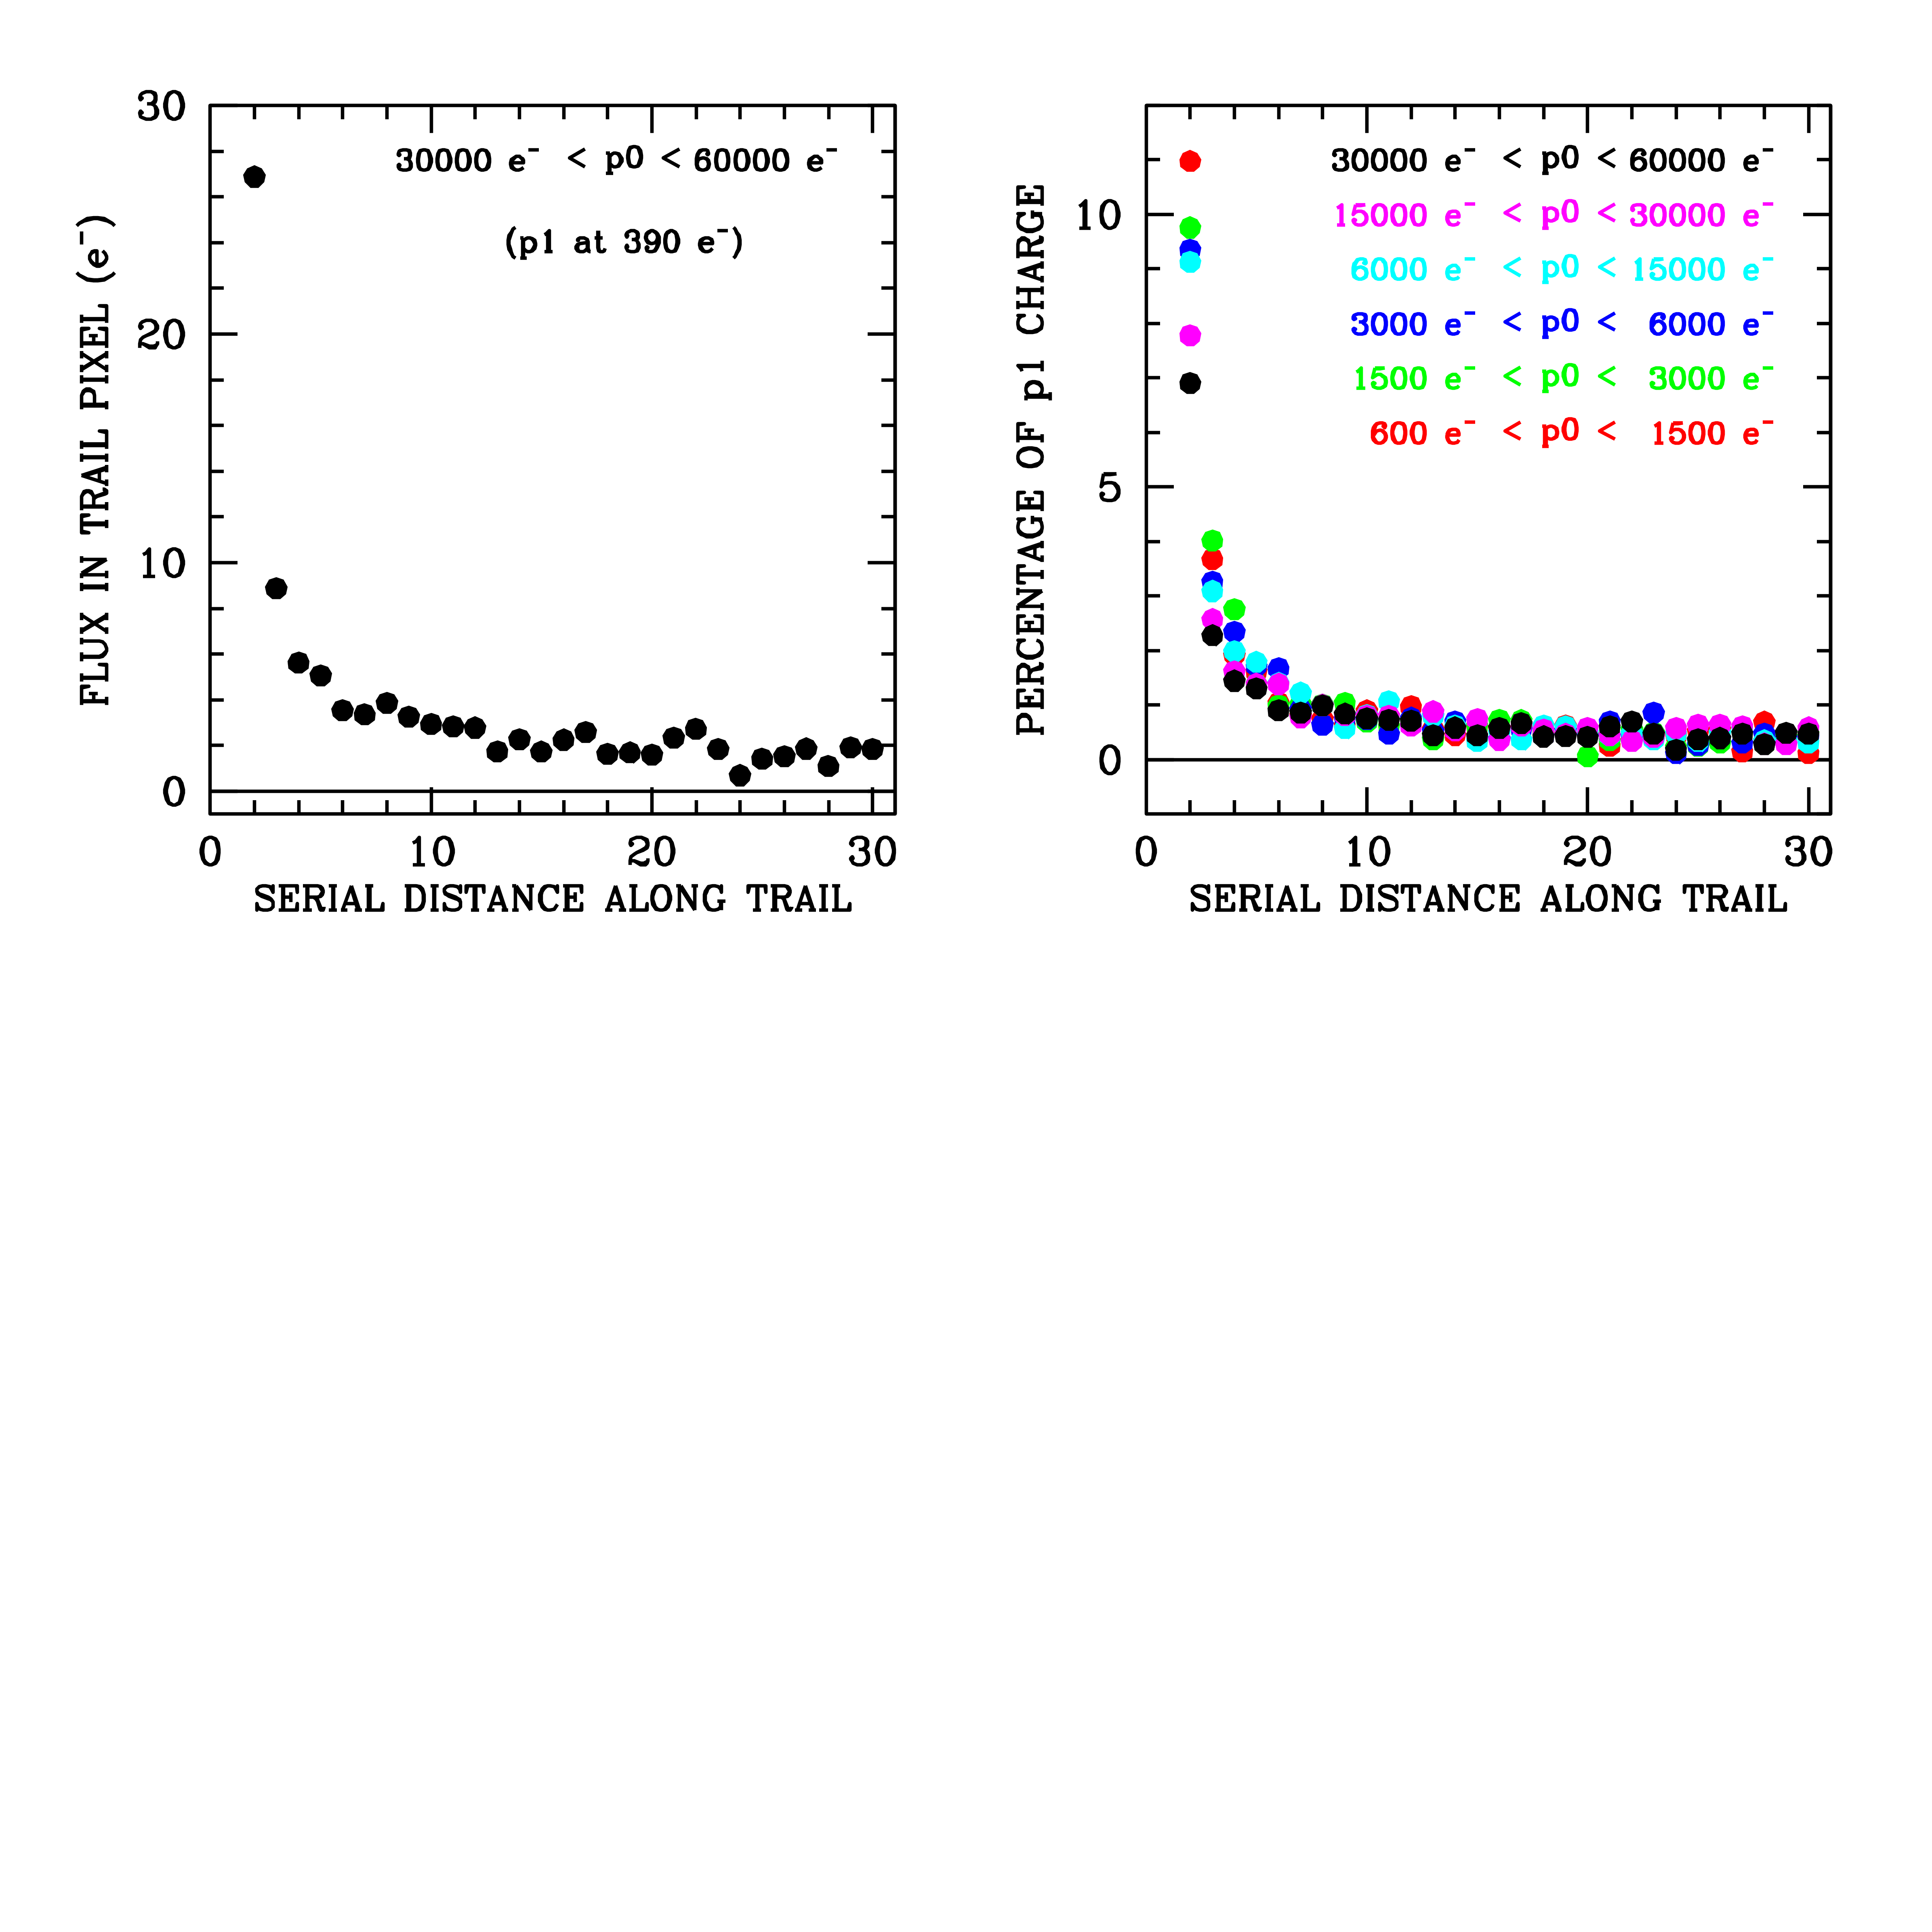 30000 e⁻ < p0 < 60000 e⁻
(p1 at 390 e⁻)
FLUX IN TRAIL PIXEL (e⁻)
30
20
10
0
0 10 20 30
SERIAL DISTANCE ALONG TRAIL
30000 e⁻ < p0 < 60000 e⁻
15000 e⁻ < p0 < 30000 e⁻
6000 e⁻ < p0 < 15000 e⁻
3000 e⁻ < p0 < 6000 e⁻
1500 e⁻ < p0 < 3000 e⁻
600 e⁻ < p0 < 1500 e⁻
PERCENTAGE OF p1 CHARGE
10
5
0
0 10 20 30
SERIAL DISTANCE ALONG TRAIL